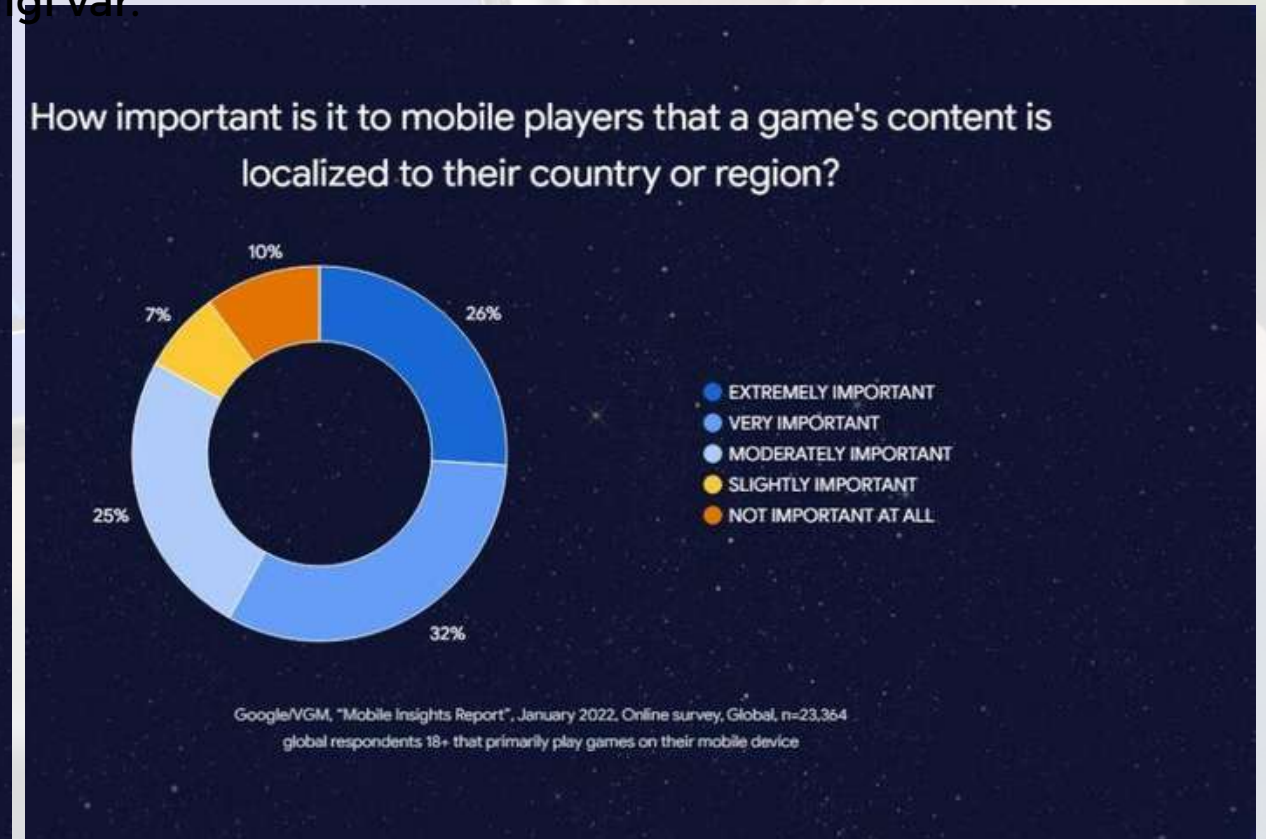 var.
How important is it to mobile players that a game's content is
localized to their country or region?
10%
7%
26%
25%
32%
EXTREMELY IMPORTANT
VERY IMPORTANT
MODERATELY IMPORTANT
SLIGHTLY IMPORTANT
NOT IMPORTANT AT ALL
Google/VGM, "Mobile Insights Report", January 2022, Online survey, Global, n=23,364
global respondents 18+ that primarily play games on their mobile device